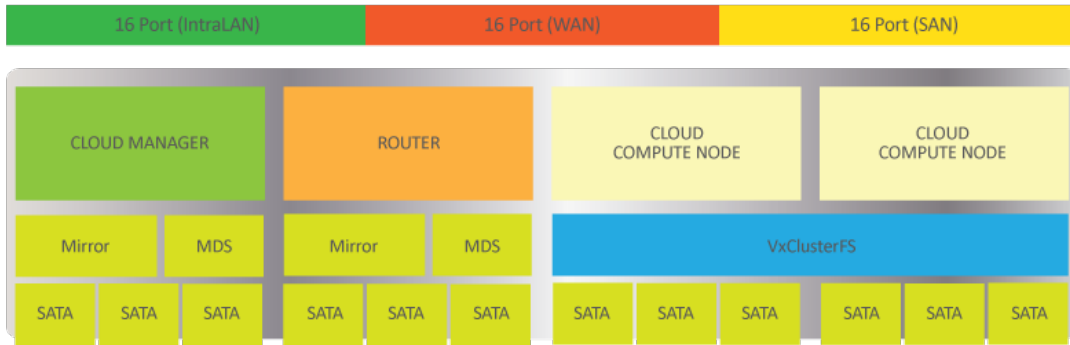 16 Port (IntraLAN) 16 Port (WAN) 16 Port (SAN)
CLOUD MANAGER
ROUTER
CLOUD
COMPUTE NODE
CLOUD
COMPUTE NODE
Mirror MDS Mirror MDS VxClusterFS
SATA SATA SATA SATA SATA SATA SATA SATA SATA SATA SATA SATA